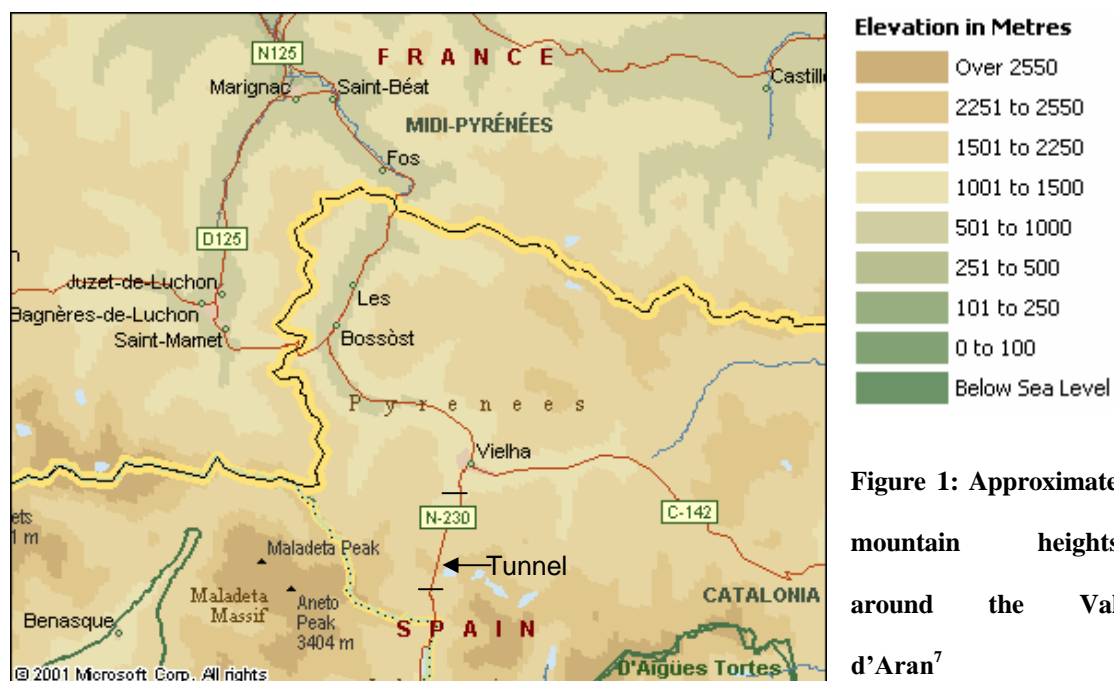 N125
F R A N C E
Marignac
Saint-Béat
MIDI-PYRÉNÉES
Fos
D125
Juzet-de-Luchon
Les
Bagnères-de-Luchon
Saint-Mamet
Bossòst
P y r e n e e s
Vielha
N-230
C-142
Tunnel
Maladeta Peak
Maladeta
Massif
Aneto
Peak
3404 m
CATALONIA
Benasque
S P A I N
D'Aigües Tortes
© 2001 Microsoft Corp. All rights
Elevation in Metres
Over 2550
2251 to 2550
1501 to 2250
1001 to 1500
501 to 1000
251 to 500
101 to 250
0 to 100
Below Sea Level
Figure 1: Approximate
mountain heights
around the Val
d'Aran7